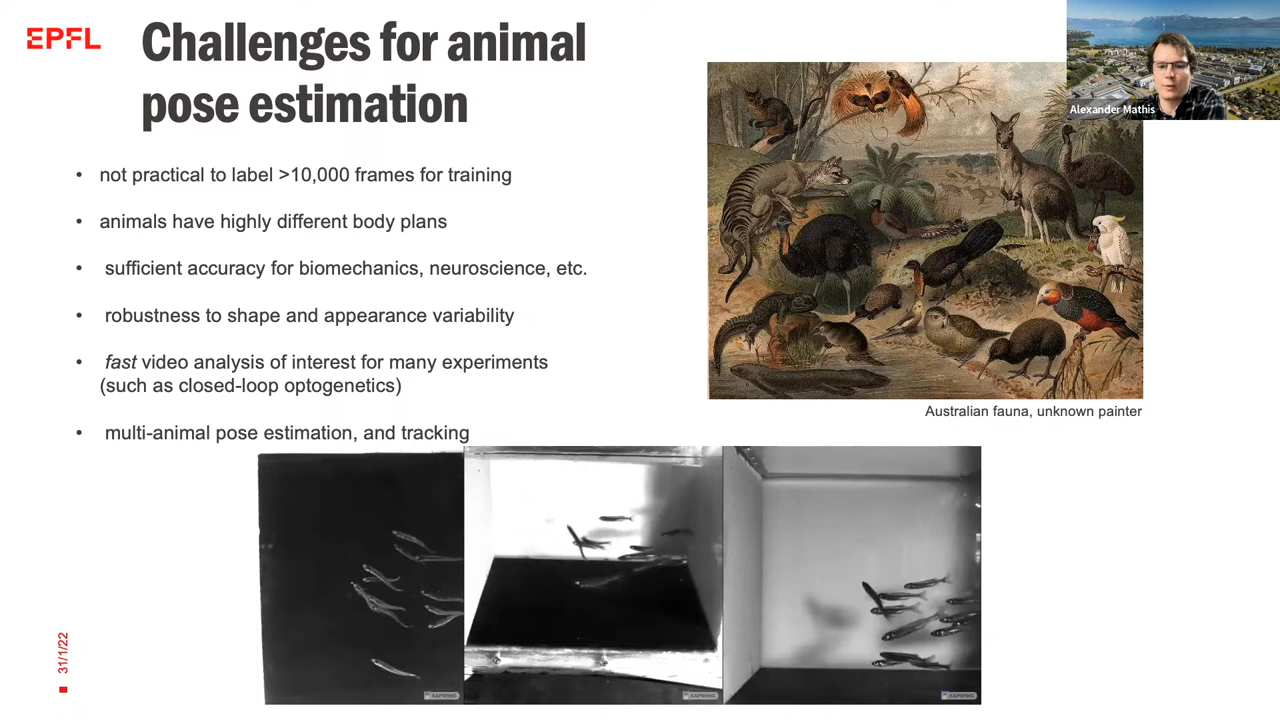 EPFL
Challenges for animal
pose estimation
Alexander Mathis
• not practical to label >10,000 frames for training
• animals have highly different body plans
• sufficient accuracy for biomechanics, neuroscience, etc.
• robustness to shape and appearance variability
• fast video analysis of interest for many experiments
(such as closed-loop optogenetics)
• multi-animal pose estimation, and tracking
Australian fauna, unknown painter
31/1/22
KAPWING
KAPWING
KAPWING